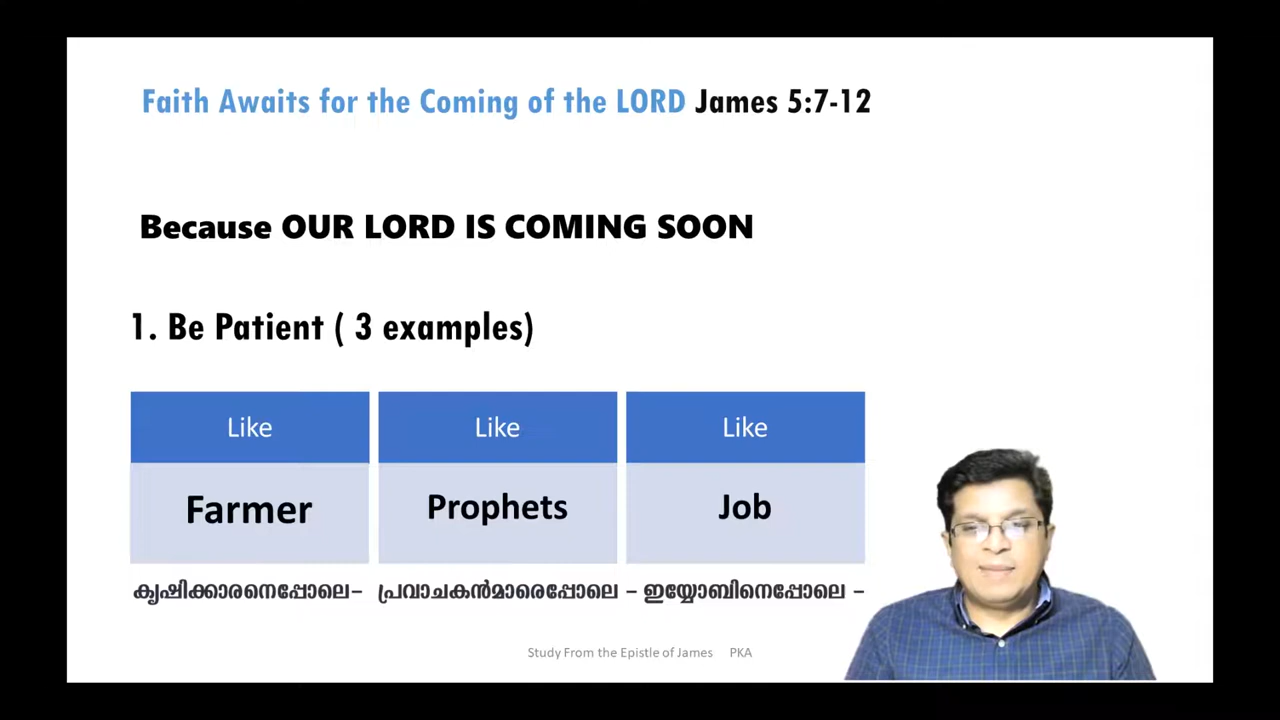 Faith Awaits for the Coming of the LORD James 5:7-12
Because OUR LORD IS COMING SOON
1. Be Patient ( 3 examples)
Like Like Like
Farmer Prophets Job
കൃഷിക്കാരനെപ്പോലെ- പ്രവാചകൻമാരെപ്പോലെ - ഇയ്യോബിനെപ്പോലെ -
Study From the Epistle of James PKA